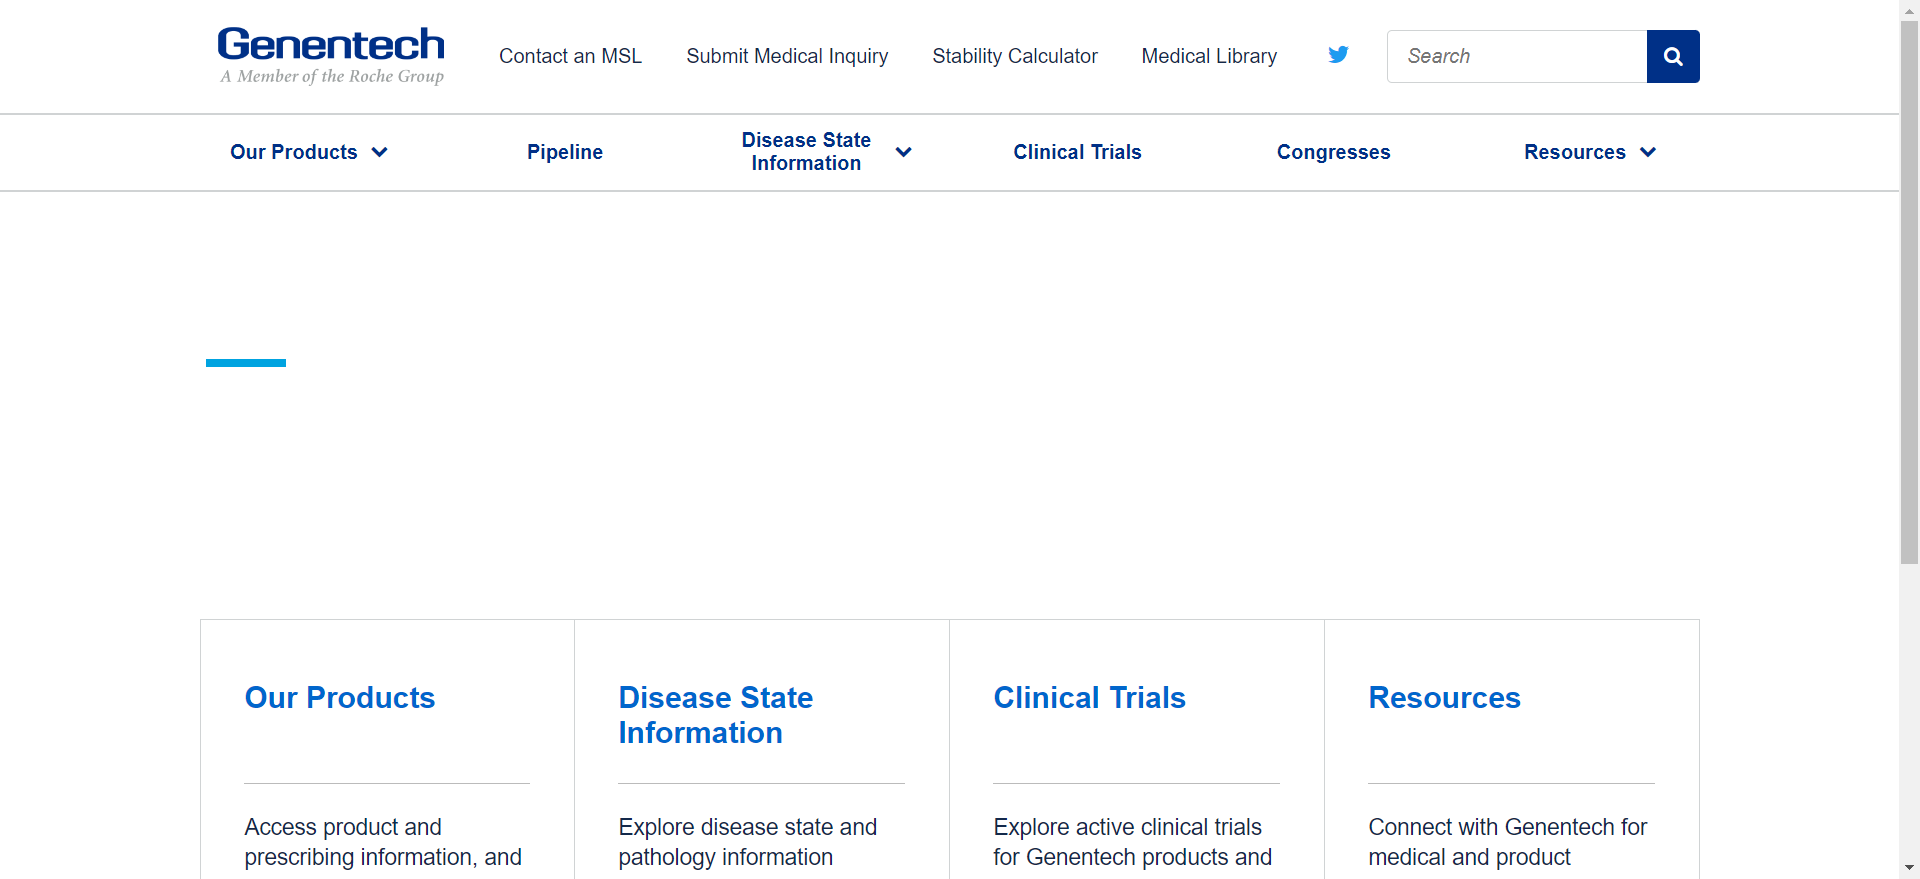 Genentech
A Member of the Roche Group
Contact an MSL
Submit Medical Inquiry
Stability Calculator
Medical Library
Search
Our Products
Pipeline
Disease State
Information
Clinical Trials
Congresses
Resources
Our Products
Access product and
prescribing information, and
Disease State
Information
Explore disease state and
pathology information
Clinical Trials
Explore active clinical trials
for Genentech products and
Resources
Connect with Genentech for
medical and product